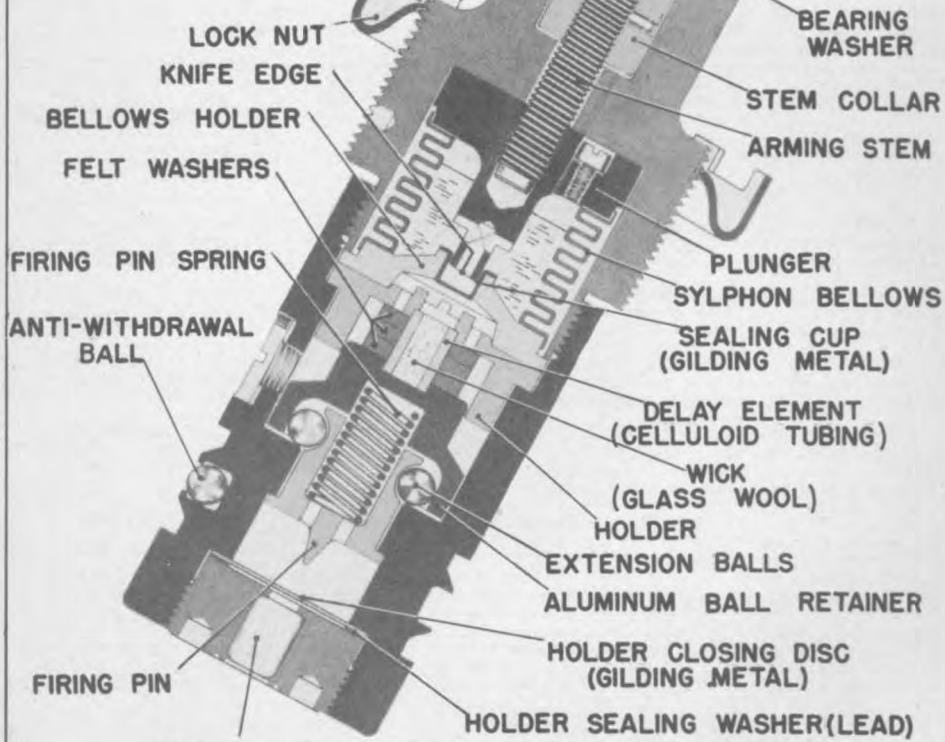 LOCK NUT
KNIFE EDGE
BELLOWS HOLDER
FELT WASHERS
FIRING PIN SPRING
ANTI-WITHDRAWAL
BALL
FIRING PIN
BEARING
WASHER
STEM COLLAR
ARMING STEM
PLUNGER
SYLPHON BELLOWS
SEALING CUP
(GILDING METAL)
DELAY ELEMENT
(CELLULOID TUBING)
WICK
(GLASS WOOL)
HOLDER
EXTENSION BALLS
ALUMINUM BALL RETAINER
HOLDER CLOSING DISC
(GILDING METAL)
HOLDER SEALING WASHER(LEAD)